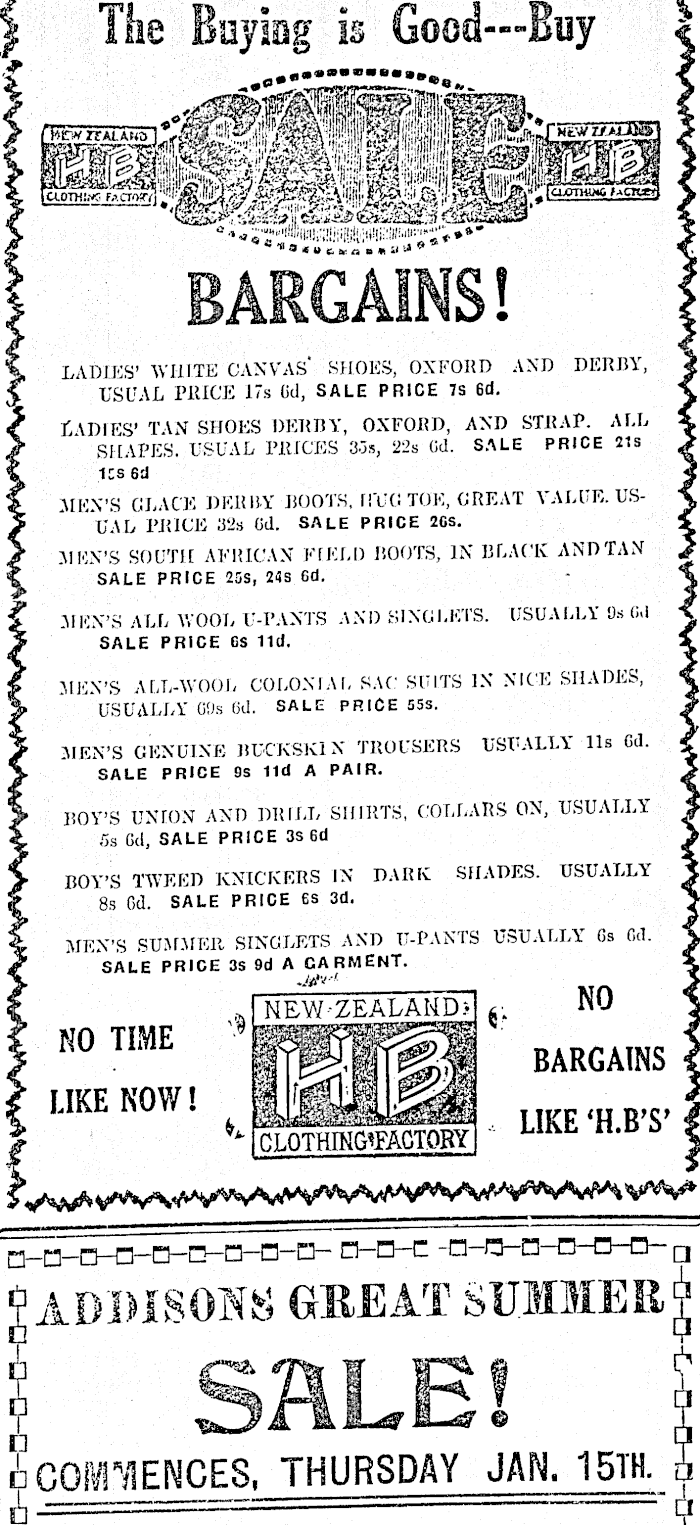 The Buying is Good---Buy
SALE
NEW ZEALAND
HB
CLOTHING FACTORY
NEW ZEALAND
HB
CLOTHING FACTORY
BARGAINS!
LADIES' WHITE CANVAS SHOES, OXFORD AND DERBY,
USUAL PRICE 17s 6d, SALE PRICE 7s 6d.
LADIES' TAN SHOES DERBY, OXFORD, AND STRAP. ALL
SHAPES. USUAL PRICES 35s, 22s 6d. SALE PRICE 21s
15s 6d
MEN'S GLACE DERBY BOOTS, HUG TOE, GREAT VALUE. US-
UAL PRICE 32s 6d. SALE PRICE 26s.
MEN'S SOUTH AFRICAN FIELD BOOTS, IN BLACK AND TAN
SALE PRICE 25s, 24s 6d.
MEN'S ALL WOOL U-PANTS AND SINGLETS. USUALLY 9s 6d
SALE PRICE 6s 11d.
MEN'S ALL-WOOL COLONIAL SAC SUITS IN NICE SHADES,
USUALLY 69s 6d. SALE PRICE 55s.
MEN'S GENUINE BUCKSKIN TROUSERS USUALLY 11s 6d.
SALE PRICE 9s 11d A PAIR.
BOY'S UNION AND DRILL SHIRTS, COLLARS ON, USUALLY
5s 6d, SALE PRICE 3s 6d
BOY'S TWEED KNICKERS IN DARK SHADES. USUALLY
8s 6d. SALE PRICE 6s 3d.
MEN'S SUMMER SINGLETS AND U-PANTS USUALLY 6s 6d.
SALE PRICE 3s 9d A GARMENT.
NO TIME
LIKE NOW!
NEW ZEALAND
HB
CLOTHING FACTORY
NO
BARGAINS
LIKE 'H.B'S'
ADDISONS GREAT SUMMER
SALE!
COMMENCES, THURSDAY JAN. 15TH.